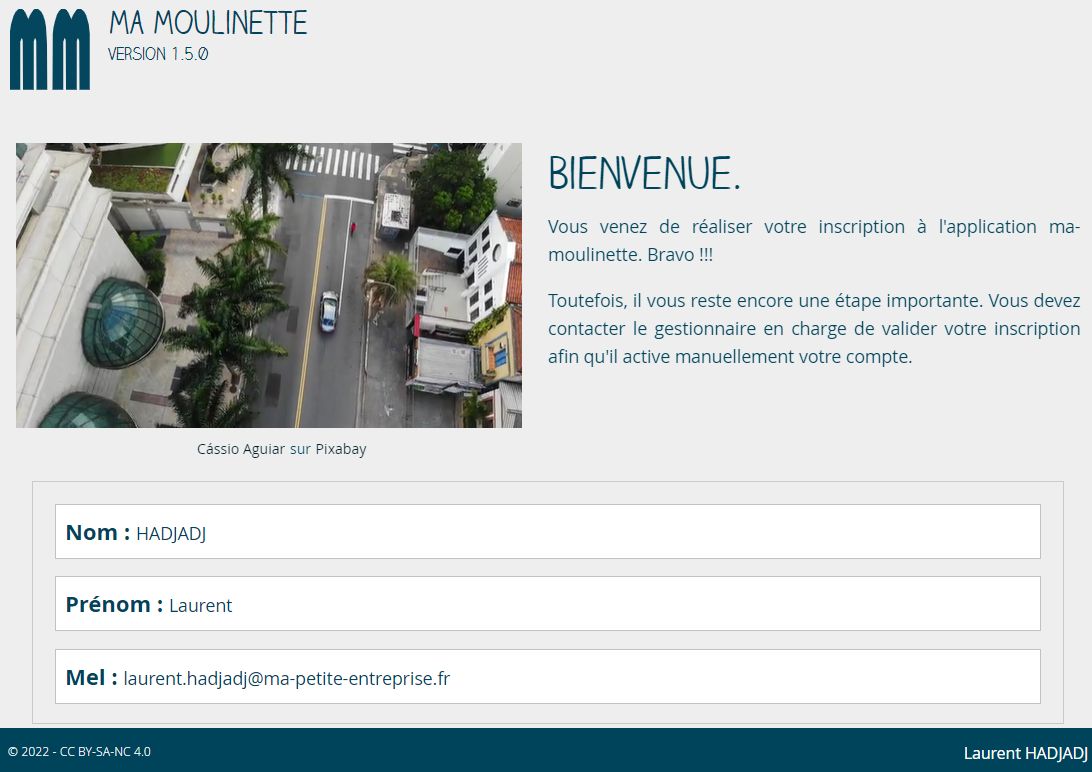 MA MOULINETTE
VERSION 1.5.0
BIENVENUE.
Vous venez de réaliser votre inscription à l'application ma-
moulinette. Bravo !!!
Toutefois, il vous reste encore une étape importante. Vous devez
contacter le gestionnaire en charge de valider votre inscription
afin qu'il active manuellement votre compte.
Cássio Aguiar sur Pixabay
Nom : HADJADJ
Prénom : Laurent
Mel : laurent.hadjadj@ma-petite-entreprise.fr
© 2022 - CC BY-SA-NC 4.0
Laurent HADJADJ